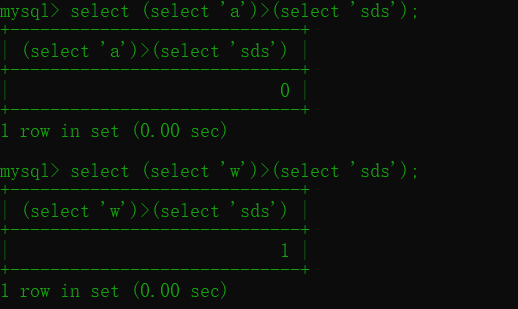 mysql> select (select 'a')>(select 'sds');
+------------------------------+
| (select 'a')>(select 'sds') |
+------------------------------+
| 0 |
+------------------------------+
1 row in set (0.00 sec)
mysql> select (select 'w')>(select 'sds');
+------------------------------+
| (select 'w')>(select 'sds') |
+------------------------------+
| 1 |
+------------------------------+
1 row in set (0.00 sec)